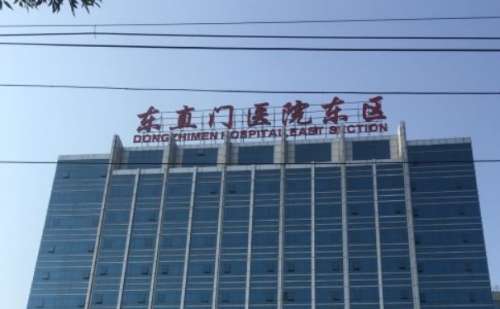 东直门医院东区
DONGZHIMEN HOSPITAL EAST SECTION